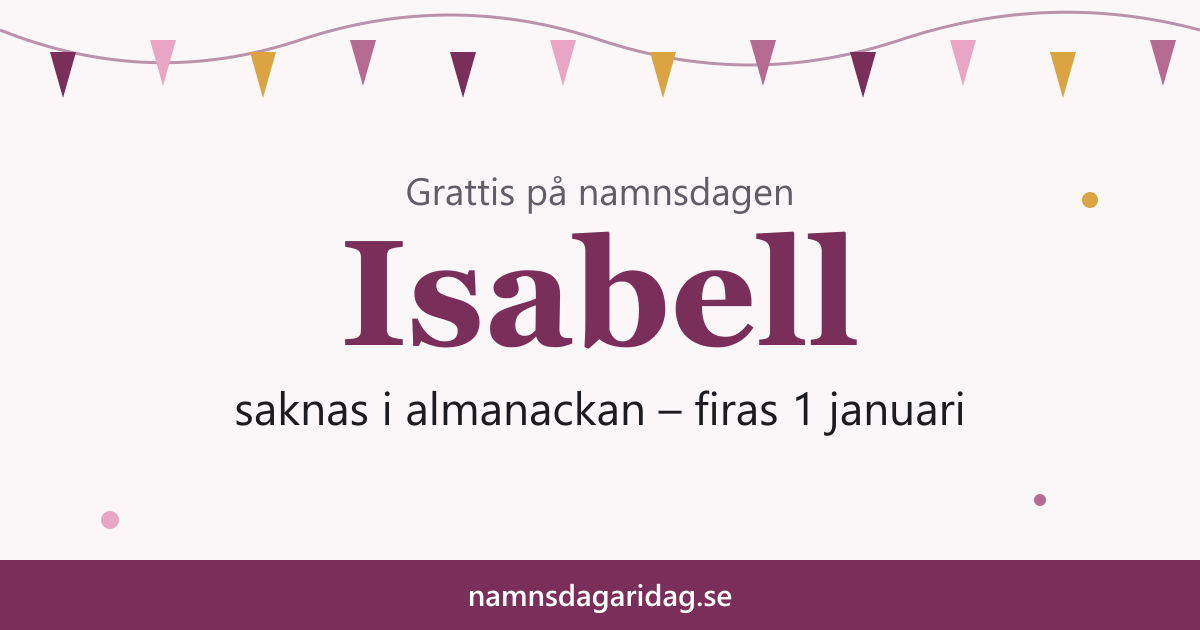 Grattis på namnsdagen
Isabell
saknas i almanackan – firas 1 januari
namnsdagaridag.se